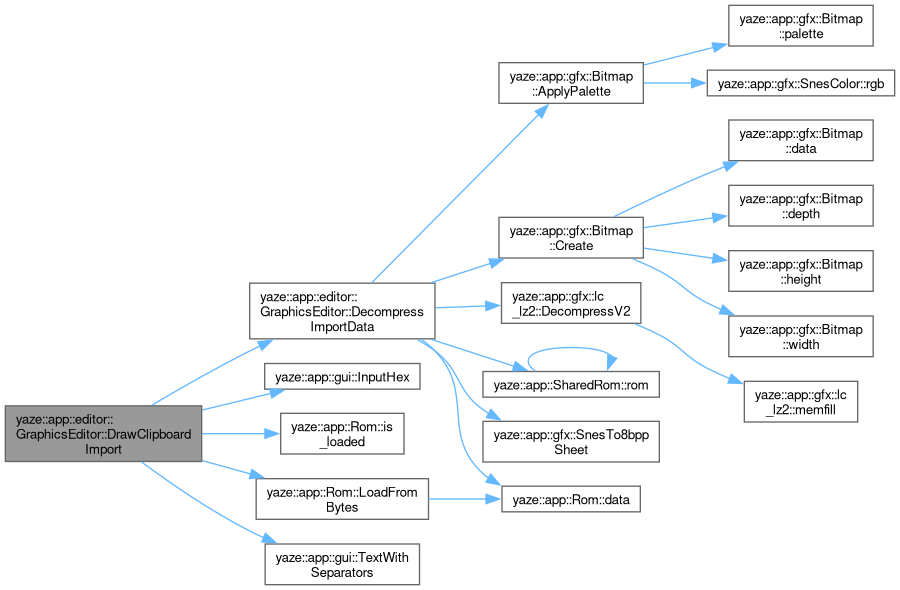 yaze::app::gfx::Bitmap
::palette
yaze::app::gfx::Bitmap
::ApplyPalette
yaze::app::gfx::SnesColor::rgb
yaze::app::gfx::Bitmap
::data
yaze::app::gfx::Bitmap
::depth
yaze::app::gfx::Bitmap
::Create
yaze::app::gfx::Bitmap
::height
yaze::app::editor::
GraphicsEditor::Decompress
ImportData
yaze::app::gfx::lc
_lz2::DecompressV2
yaze::app::gfx::Bitmap
::width
yaze::app::gui::InputHex
yaze::app::SharedRom::rom
yaze::app::gfx::lc
_lz2::memfill
yaze::app::editor::
GraphicsEditor::DrawClipboard
Import
yaze::app::Rom::is
_loaded
yaze::app::gfx::SnesTo8bpp
Sheet
yaze::app::Rom::LoadFrom
Bytes
yaze::app::Rom::data
yaze::app::gui::TextWith
Separators